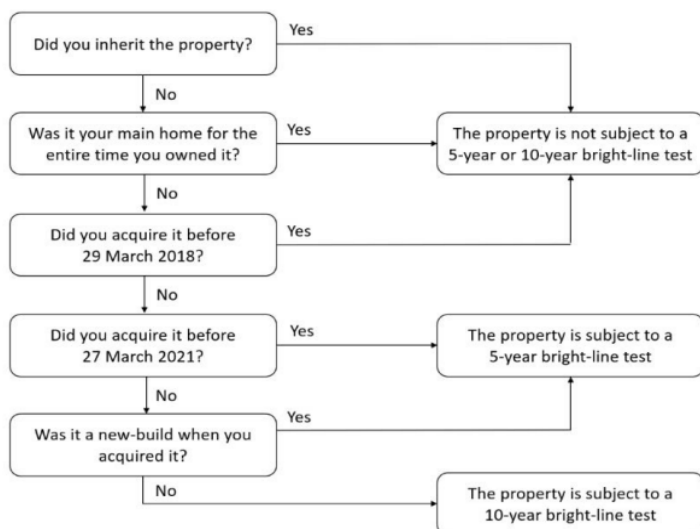 Did you inherit the property?
Yes
No
Was it your main home for the
entire time you owned it?
Yes
The property is not subject to a
5-year or 10-year bright-line test
No
Did you acquire it before
29 March 2018?
Yes
No
Did you acquire it before
27 March 2021?
Yes
The property is subject to a
5-year bright-line test
No
Was it a new-build when you
acquired it?
Yes
No
The property is subject to a
10-year bright-line test